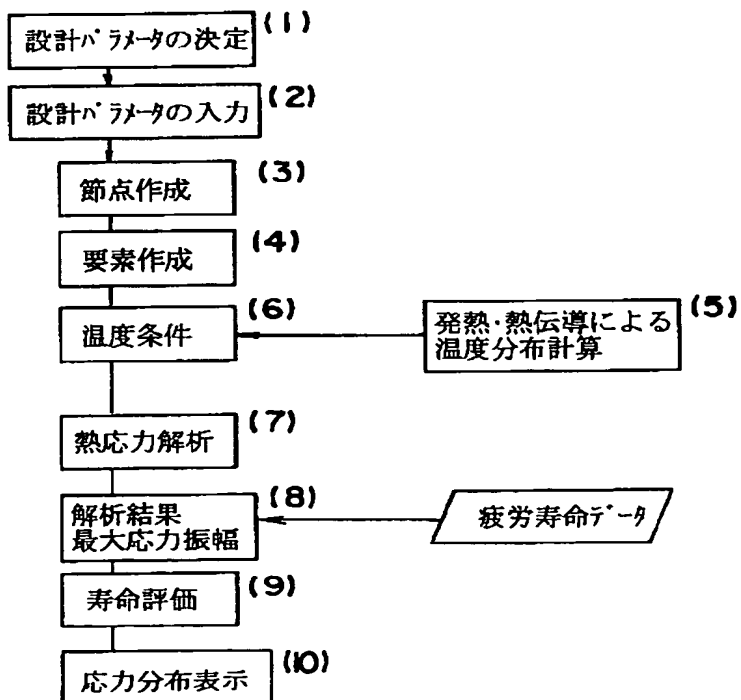 設計パラメータの決定 (1)
設計パラメータの入力 (2)
節点作成 (3)
要素作成 (4)
温度条件 (6)
発熱・熱伝導による (5)
温度分布計算
熱応力解析 (7)
解析結果 (8)
最大応力振幅
疲労寿命データ
寿命評価 (9)
応力分布表示 (10)